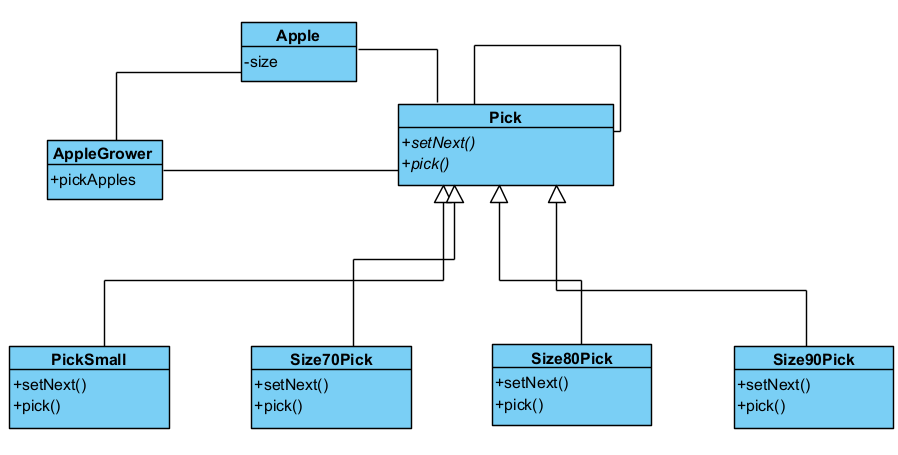 Apple
-size
Pick
+setNext()
+pick()
AppleGrower
+pickApples
PickSmall
+setNext()
+pick()
Size70Pick
+setNext()
+pick()
Size80Pick
+setNext()
+pick()
Size90Pick
+setNext()
+pick()